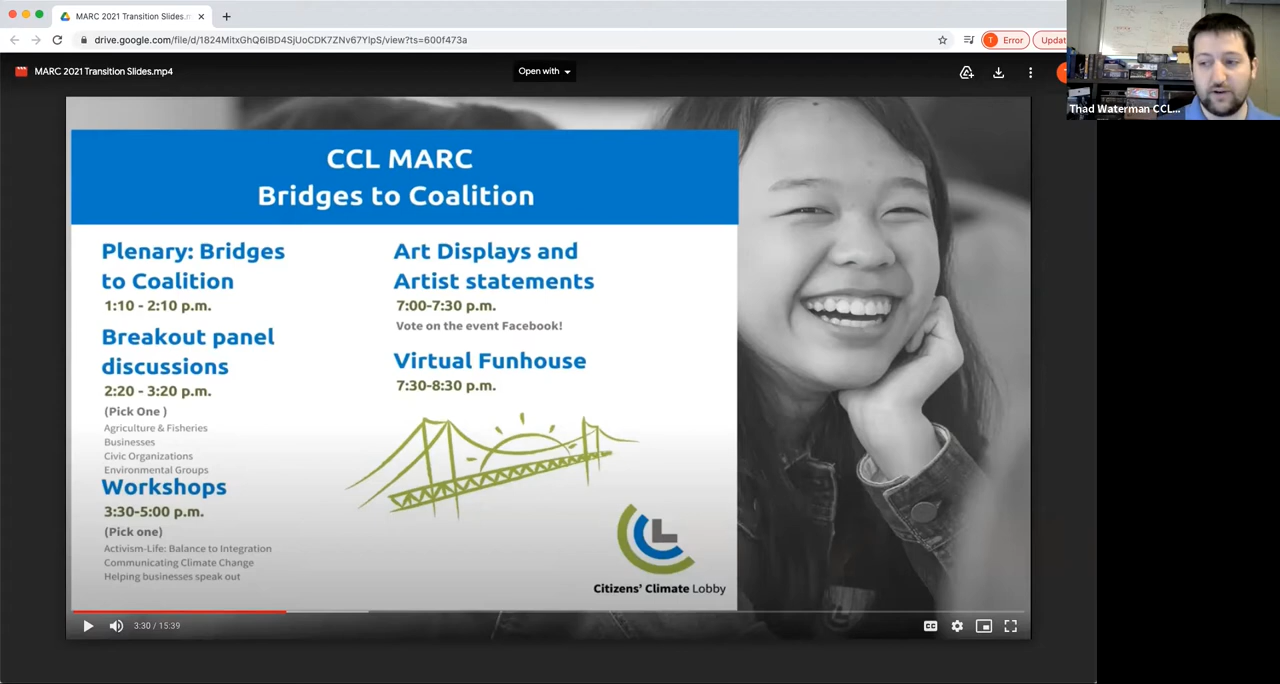 MARC 2021 Transition Slides.m
drive.google.com/file/d/1824MitxGhQ6IBD4SjUoCDK7ZNv67YlpS/view?ts=600f473a
T Error
Updat
MARC 2021 Transition Slides.mp4
Open with
Thad Waterman CCL...
CCL MARC
Bridges to Coalition
Plenary: Bridges
to Coalition
1:10 - 2:10 p.m.
Breakout panel
discussions
2:20 - 3:20 p.m.
(Pick One )
Agriculture & Fisheries
Businesses
Civic Organizations
Environmental Groups
Workshops
3:30-5:00 p.m.
(Pick one)
Activism-Life: Balance to Integration
Communicating Climate Change
Helping businesses speak out
Art Displays and
Artist statements
7:00-7:30 p.m.
Vote on the event Facebook!
Virtual Funhouse
7:30-8:30 p.m.
Citizens' Climate Lobby
3:30 / 15:39
CC